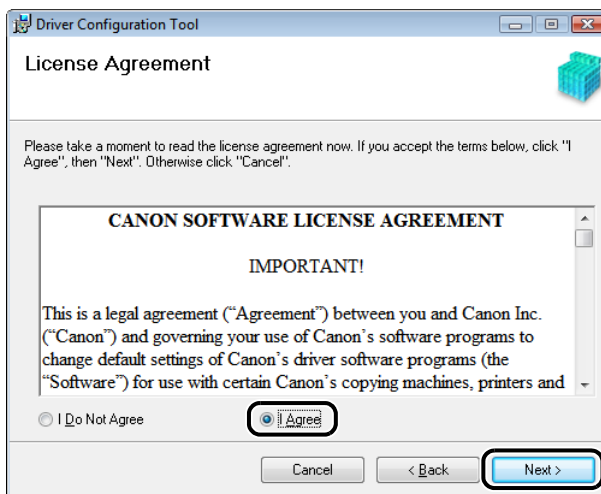 Driver Configuration Tool
License Agreement
Please take a moment to read the license agreement now. If you accept the terms below, click "I
Agree", then "Next". Otherwise click "Cancel".
CANON SOFTWARE LICENSE AGREEMENT
IMPORTANT!
This is a legal agreement (“Agreement”) between you and Canon Inc.
(“Canon”) and governing your use of Canon’s software programs to
change default settings of Canon’s driver software programs (the
“Software”) for use with certain Canon’s copying machines, printers and
I Do Not Agree
I Agree
Cancel
< Back
Next >